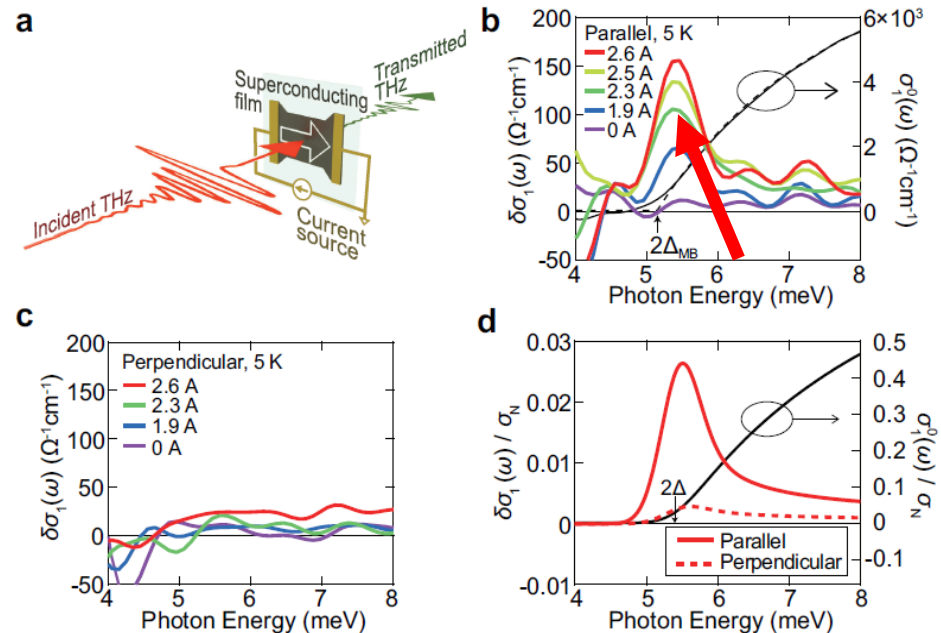 a
Incident THz
Superconducting
film
Transmitted
THz
Current
source
b
Parallel, 5 K
2.6 A
2.5 A
2.3 A
1.9 A
0 A
200
150
100
50
0
-50
δσ₁(ω) (Ω⁻¹cm⁻¹)
4 5 6 7 8
Photon Energy (meV)
2Δ_MB
6×10³
4
2
0
σ₁⁰(ω) (Ω⁻¹cm⁻¹)
c
Perpendicular, 5 K
2.6 A
2.3 A
1.9 A
0 A
200
150
100
50
0
-50
δσ₁(ω) (Ω⁻¹cm⁻¹)
4 5 6 7 8
Photon Energy (meV)
d
0.03
0.02
0.01
0.00
-0.01
δσ₁(ω) / σ_N
2Δ
Parallel
Perpendicular
4 5 6 7 8
Photon Energy (meV)
0.5
0.4
0.3
0.2
0.1
0
-0.1
σ₁⁰(ω) / σ_N